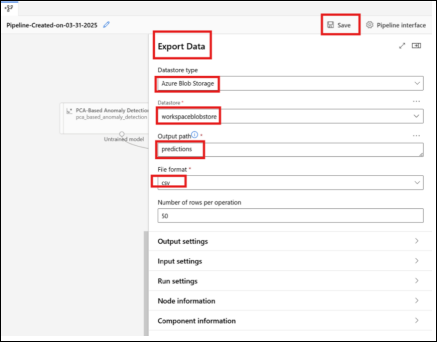 Pipeline-Created-on-03-31-2025
Save
Pipeline interface
Export Data
Datastore type
Azure Blob Storage
PCA-Based Anomaly Detection
pca_based_anomaly_detection
Untrained model
Datastore *
workspaceblobstore
Output path *
predictions
File format *
csv
Number of rows per operation
50
Output settings
Input settings
Run settings
Node information
Component information